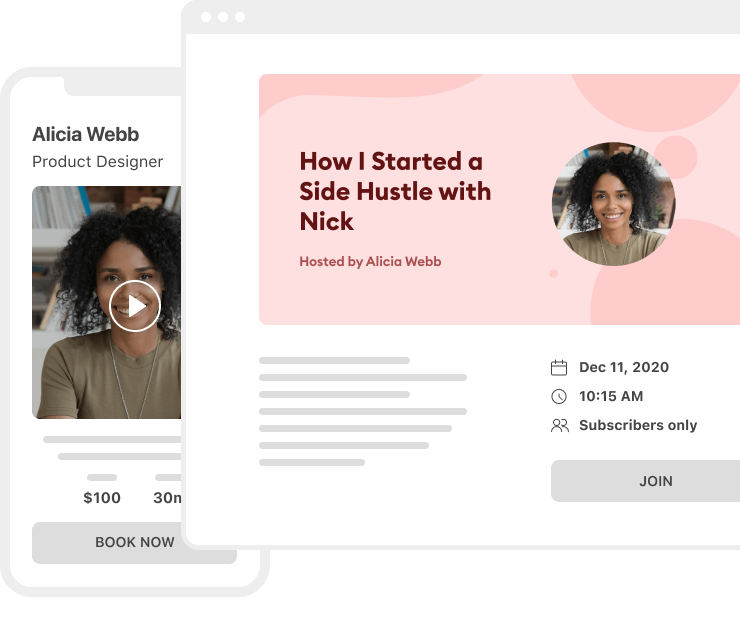 Alicia Webb
Product Designer
$100
BOOK NOW
How I Started a
Side Hustle with
Nick
Hosted by Alicia Webb
Dec 11, 2020
10:15 AM
Subscribers only
JOIN